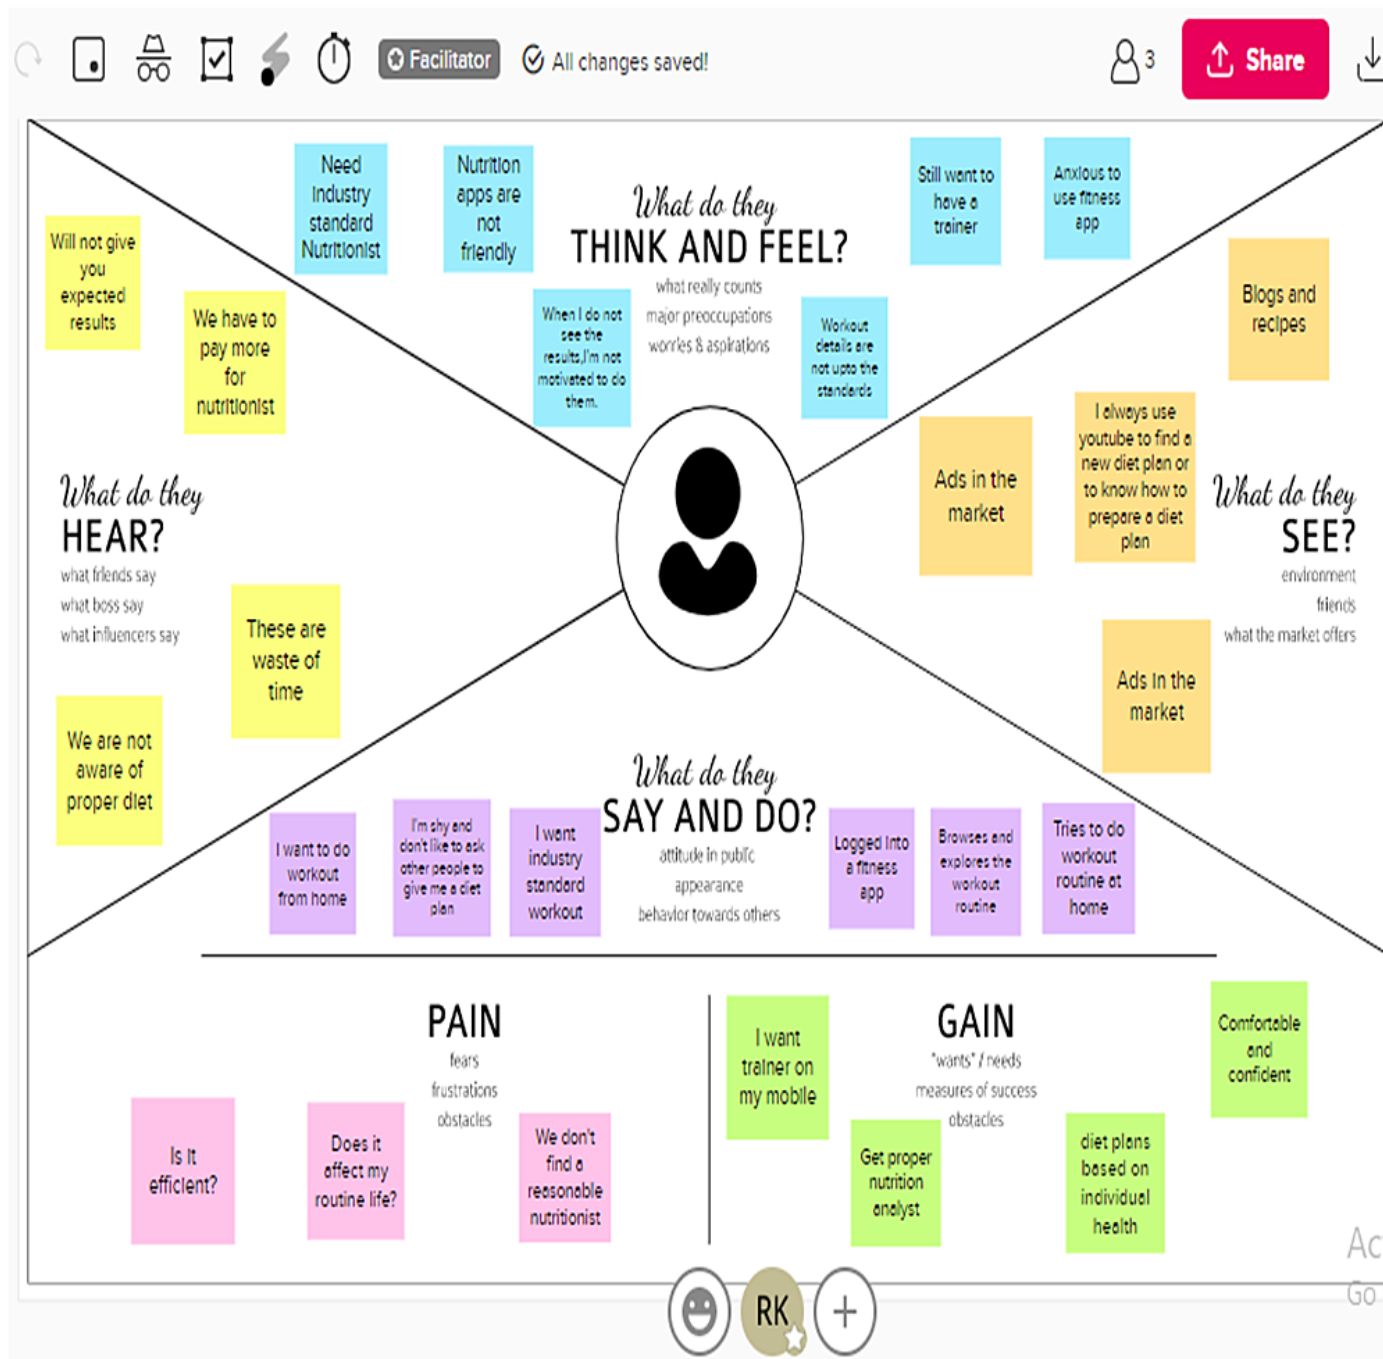 Facilitator
All changes saved!
3
Share
Need
Industry
standard
Nutritionist
Nutrition
apps are
not
friendly
What do they
THINK AND FEEL?
what really counts
major preoccupations
worries & aspirations
When I do not
see the
results,I'm not
motivated to do
them.
Workout
details are
not upto the
standards
Still want to
have a
trainer
Anxious to
use fitness
app
Will not give
you
expected
results
We have to
pay more
for
nutritionist
What do they
HEAR?
what friends say
what boss say
what influencers say
These are
waste of
time
We are not
aware of
proper diet
Blogs and
recipes
I always use
youtube to find a
new diet plan or
to know how to
prepare a diet
plan
Ads in the
market
What do they
SEE?
environment
friends
what the market offers
Ads in the
market
What do they
SAY AND DO?
attitude in public
appearance
behavior towards others
I want to do
workout
from home
I'm shy and
don't like to ask
other people to
give me a diet
plan
I want
industry
standard
workout
Logged into
a fitness
app
Browses and
explores the
workout
routine
Tries to do
workout
routine at
home
PAIN
fears
frustrations
obstacles
Is it
efficient?
Does it
affect my
routine life?
We don't
find a
reasonable
nutritionist
GAIN
"wants" / needs
measures of success
obstacles
I want
trainer on
my mobile
Get proper
nutrition
analyst
diet plans
based on
individual
health
Comfortable
and
confident
Ac
Go
RK